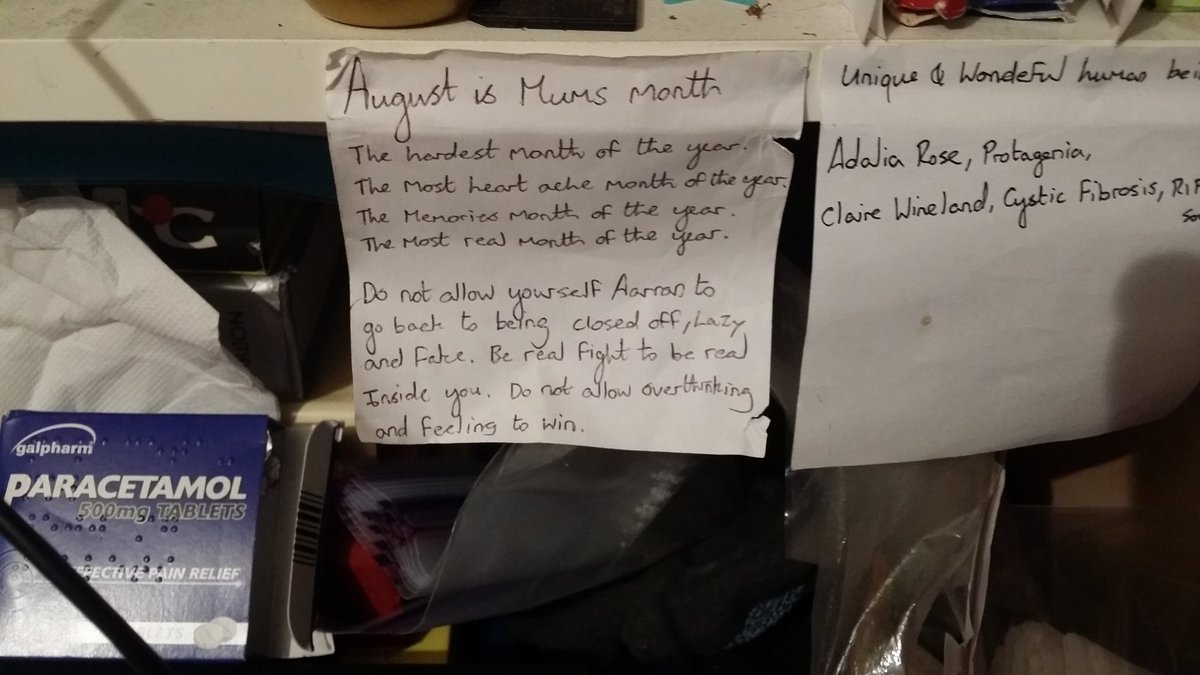 August is Mums month
The hardest month of the year.
The Most heart ache month of the year.
The Memories month of the year.
The Most real month of the year.
Do not allow yourself Aarran to
go back to being closed off, Lazy
and Fake. Be real fight to be real
Inside you. Do not allow overthinking
and feeling to win.
Unique & Wondeful human bei
Adalia Rose, Protagenia,
Claire Wineland, Cystic Fibrosis, RIP
galpharm
PARACETAMOL
500mg TABLETS
EFFECTIVE PAIN RELIEF